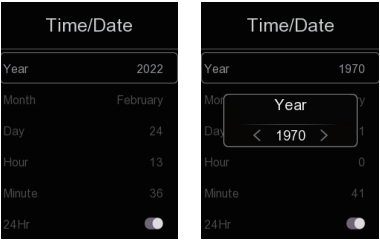 Time/Date
Year 2022
Month February
Day 24
Hour 13
Minute 36
24Hr
Time/Date
Year 1970
Mon y
Year
Day 1
< 1970 >
Hour 0
Minute 41
24Hr